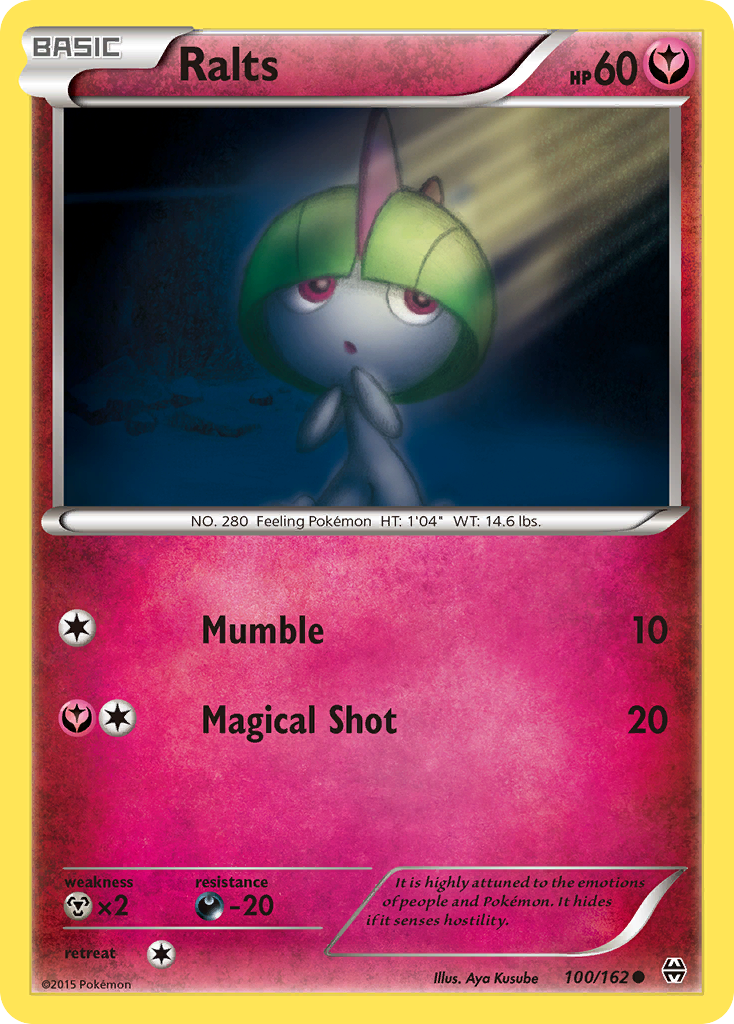 BASIC
Ralts
HP 60
NO. 280 Feeling Pokémon HT: 1'04" WT: 14.6 lbs.
Mumble 10
Magical Shot 20
weakness
×2
resistance
-20
retreat
It is highly attuned to the emotions
of people and Pokémon. It hides
if it senses hostility.
©2015 Pokémon
Illus. Aya Kusube
100/162